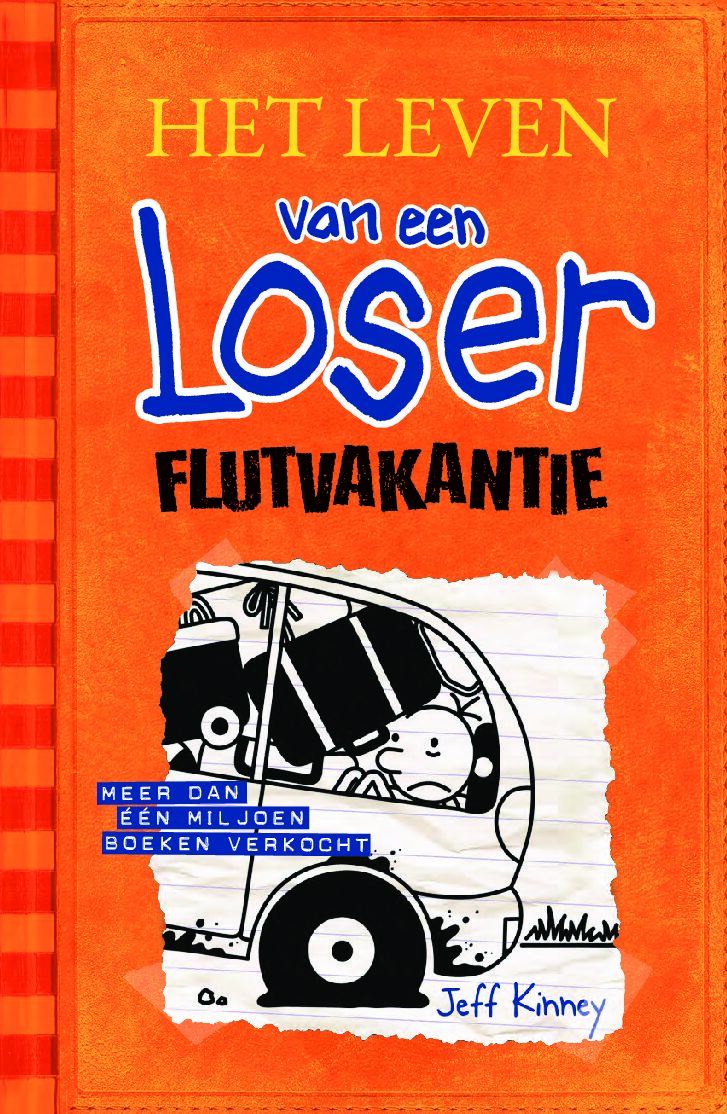 HET LEVEN
van een
Loser
FLUTVAKANTIE
MEER DAN
ÉÉN MILJOEN
BOEKEN VERKOCHT
Jeff Kinney